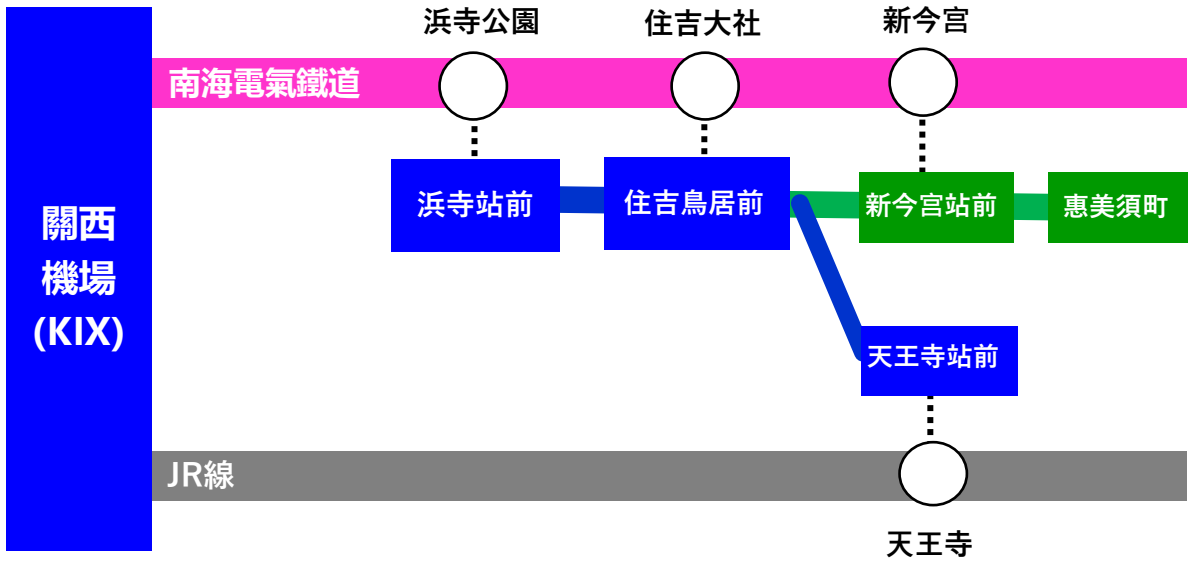 浜寺公園
住吉大社
新今宮
南海電氣鐵道
浜寺站前
住吉鳥居前
新今宮站前
惠美須町
關西
機場
(KIX)
天王寺站前
JR線
天王寺